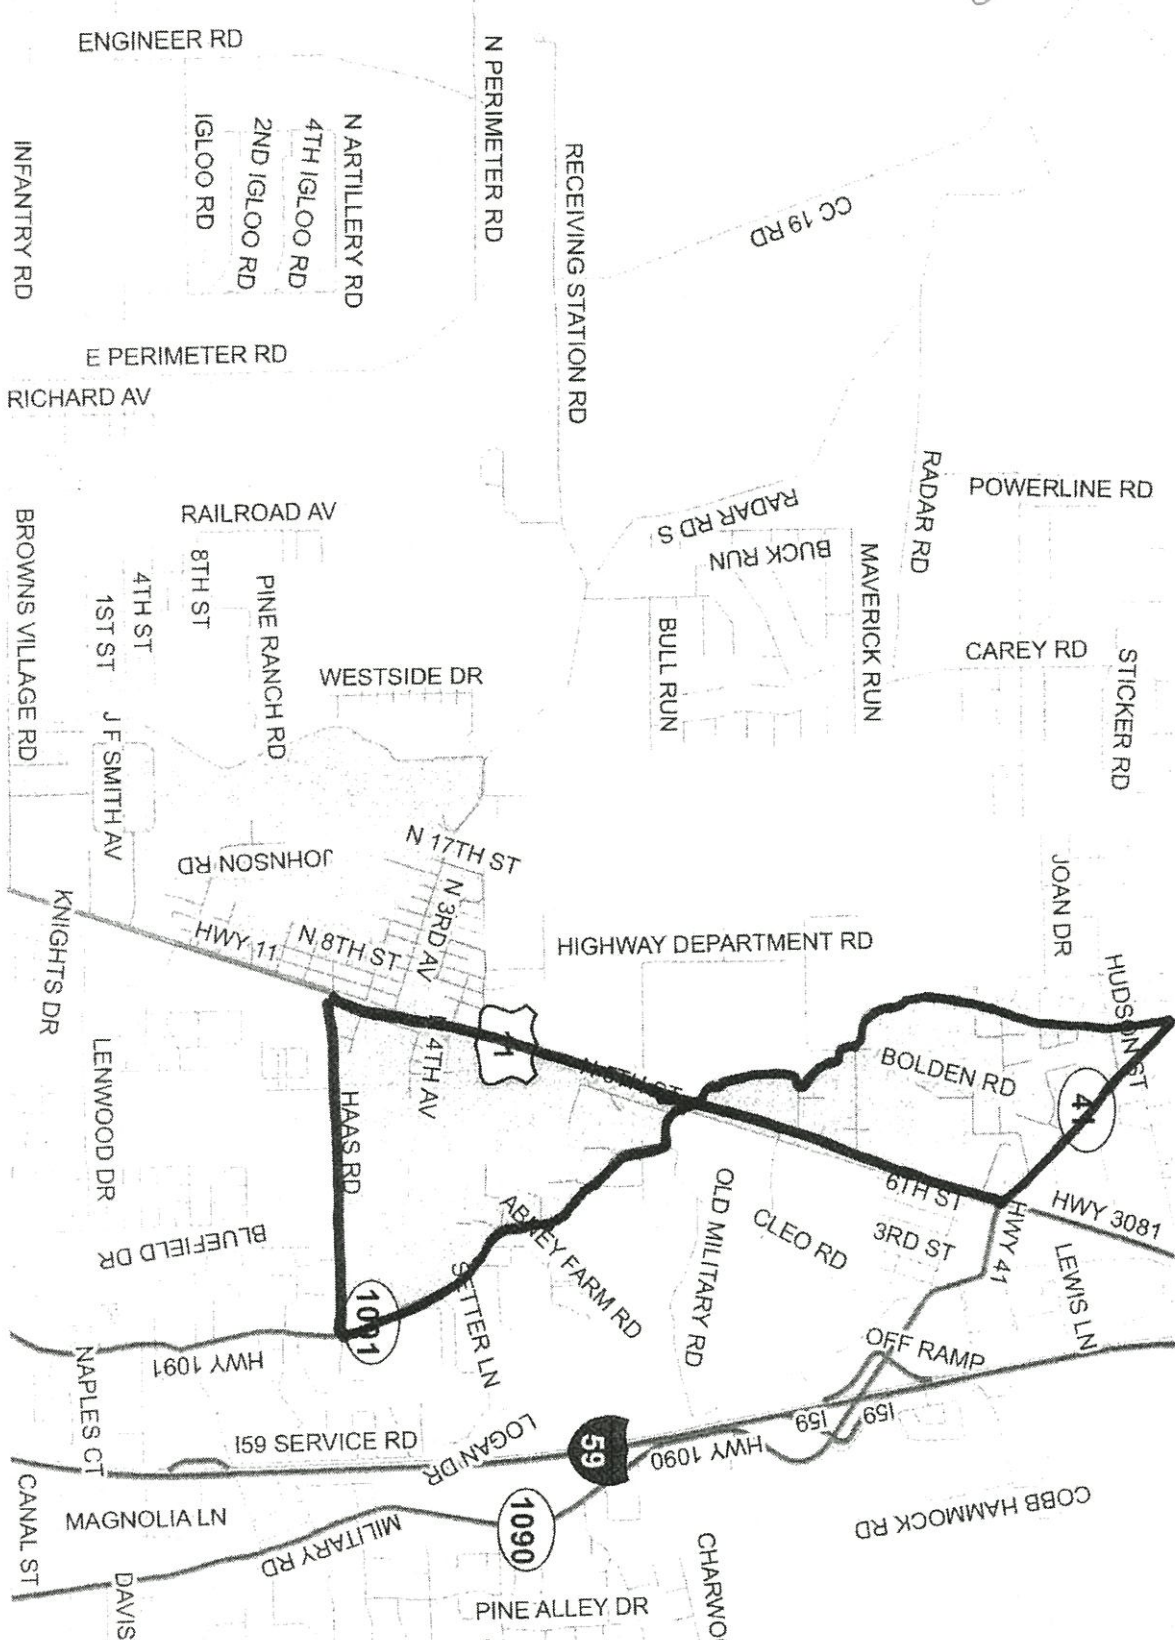 ENGINEER RD
N PERIMETER RD
IGLOO RD
2ND IGLOO RD
4TH IGLOO RD
N ARTILLERY RD
INFANTRY RD
RECEIVING STATION RD
CC 19 RD
E PERIMETER RD
RICHARD AV
RADAR RD
POWERLINE RD
RAILROAD AV
RADAR RD S
BUCK RUN
MAVERICK RUN
BROWNS VILLAGE RD
1ST ST
4TH ST
8TH ST
PINE RANCH RD
BULL RUN
CAREY RD
STICKER RD
WESTSIDE DR
J F SMITH AV
JOHNSON RD
N 17TH ST
JOAN DR
KNIGHTS DR
HWY 11
N 8TH ST
N 3RD AV
HIGHWAY DEPARTMENT RD
HUDSON ST
11
4TH AV
BOLDEN RD
41
LENWOOD DR
HAAS RD
OLD MILITARY RD
6TH ST
HWY 3081
BLUEFIELD DR
ABNEY FARM RD
CLEO RD
3RD ST
HWY 41
LEWIS LN
SETTER LN
1091
HWY 1091
OFF RAMP
NAPLES CT
I59 SERVICE RD
LOGAN DR
59
HWY 1090
I59
I59
CANAL ST
MAGNOLIA LN
MILITARY RD
1090
COBB HAMMOCK RD
DAVIS
PINE ALLEY DR
CHARWO